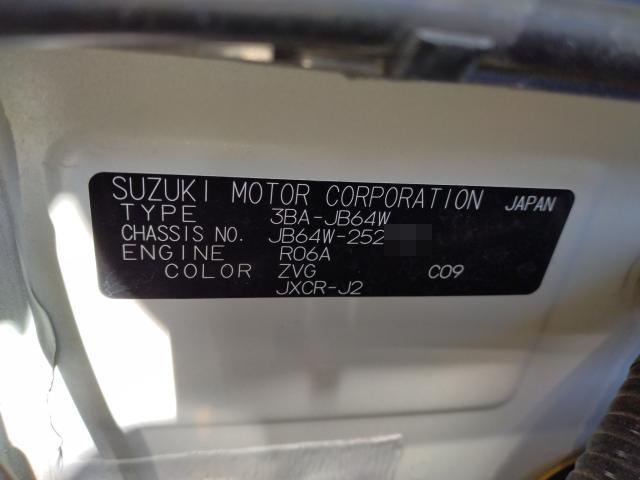 SUZUKI MOTOR CORPORATION JAPAN
TYPE 3BA-JB64W
CHASSIS NO. JB64W-252
ENGINE R06A
COLOR ZVG C09
JXCR-J2